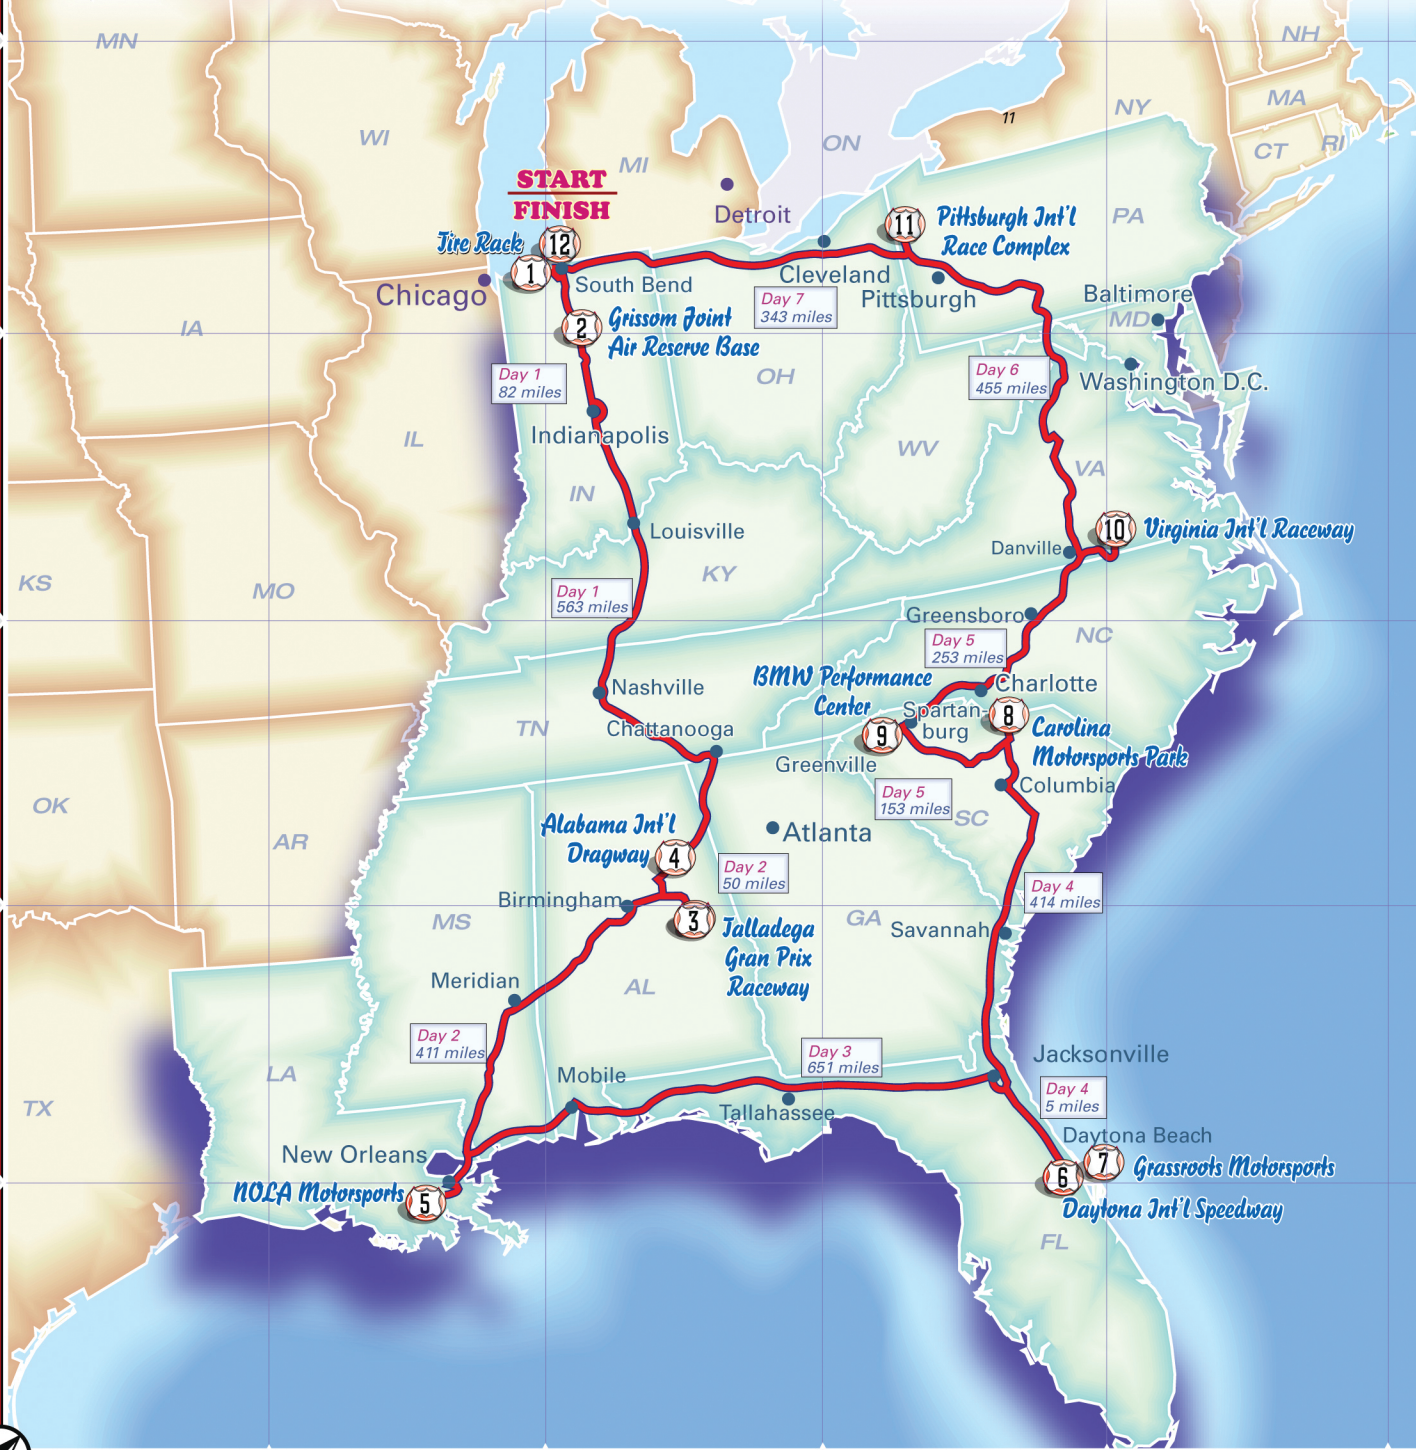 MN
NH
MA
NY
11
WI
ON
CT
RI
MI
START
FINISH
Detroit
PA
11
Pittsburgh Int'l
Race Complex
Tire Rack
12
1
South Bend
Cleveland
Pittsburgh
Chicago
Baltimore
MD
Day 7
343 miles
2
Grissom Joint
Air Reserve Base
IA
Day 1
82 miles
OH
Day 6
455 miles
Washington D.C.
IL
Indianapolis
WV
VA
IN
Louisville
10
Virginia Int'l Raceway
Danville
KS
MO
KY
Day 1
563 miles
Greensboro
NC
Day 5
253 miles
BMW Performance
Center
Nashville
Charlotte
TN
Chattanooga
Spartan-
burg
8
Carolina
Motorsports Park
9
Greenville
Columbia
OK
AR
Day 5
153 miles
SC
Alabama Int'l
Dragway
4
Atlanta
Day 2
50 miles
Day 4
414 miles
Birmingham
MS
3
Talladega
Gran Prix
Raceway
GA
Savannah
Meridian
AL
Day 2
411 miles
Day 3
651 miles
Jacksonville
LA
Mobile
TX
Tallahassee
Day 4
5 miles
New Orleans
Daytona Beach
7
Grassroots Motorsports
NOLA Motorsports
5
6
Daytona Int'l Speedway
FL